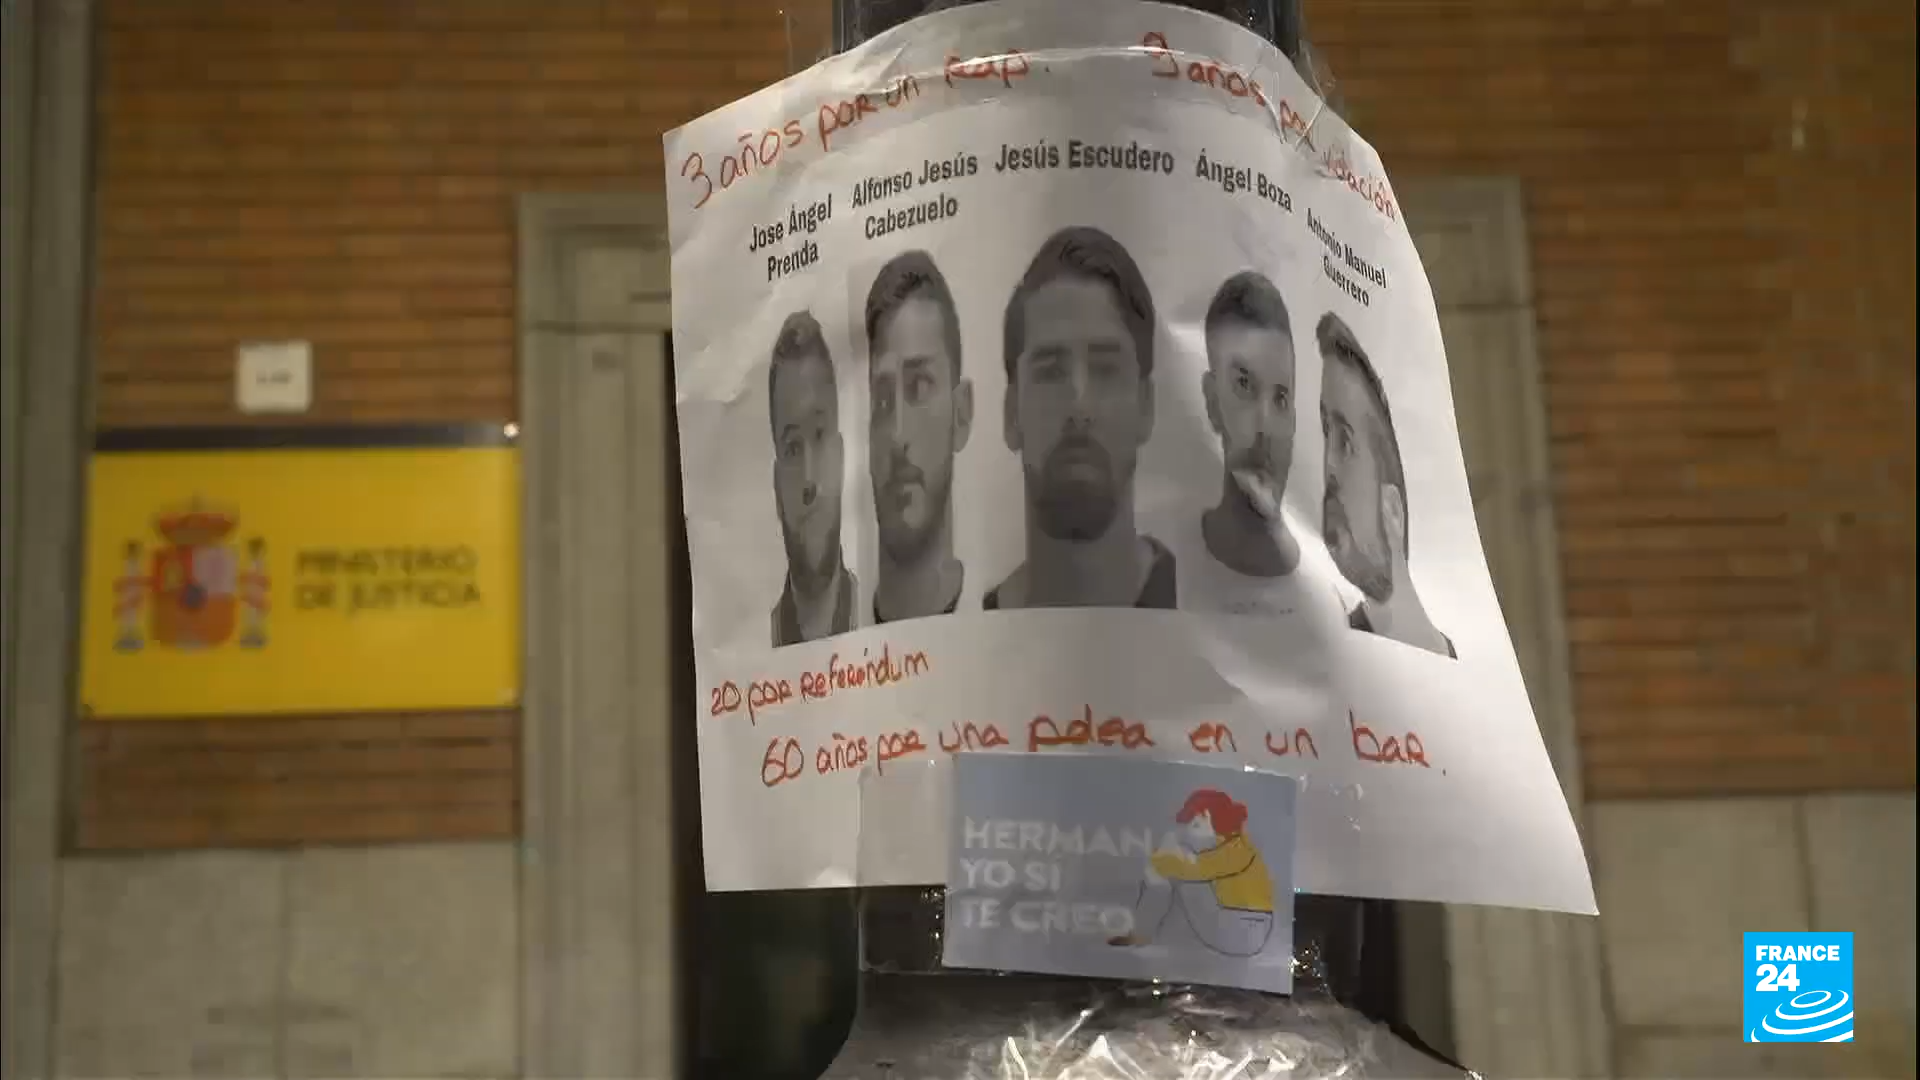 3 años por un rap. 9 años por violación
Jose Ángel
Prenda
Alfonso Jesús
Cabezuelo
Jesús Escudero
Ángel Boza
Antonio Manuel
Guerrero
MINISTERIO
DE JUSTICIA
20 por Referéndum
60 años por una pelea en un bar.
HERMANA
YO SÍ
TE CREO
FRANCE
24